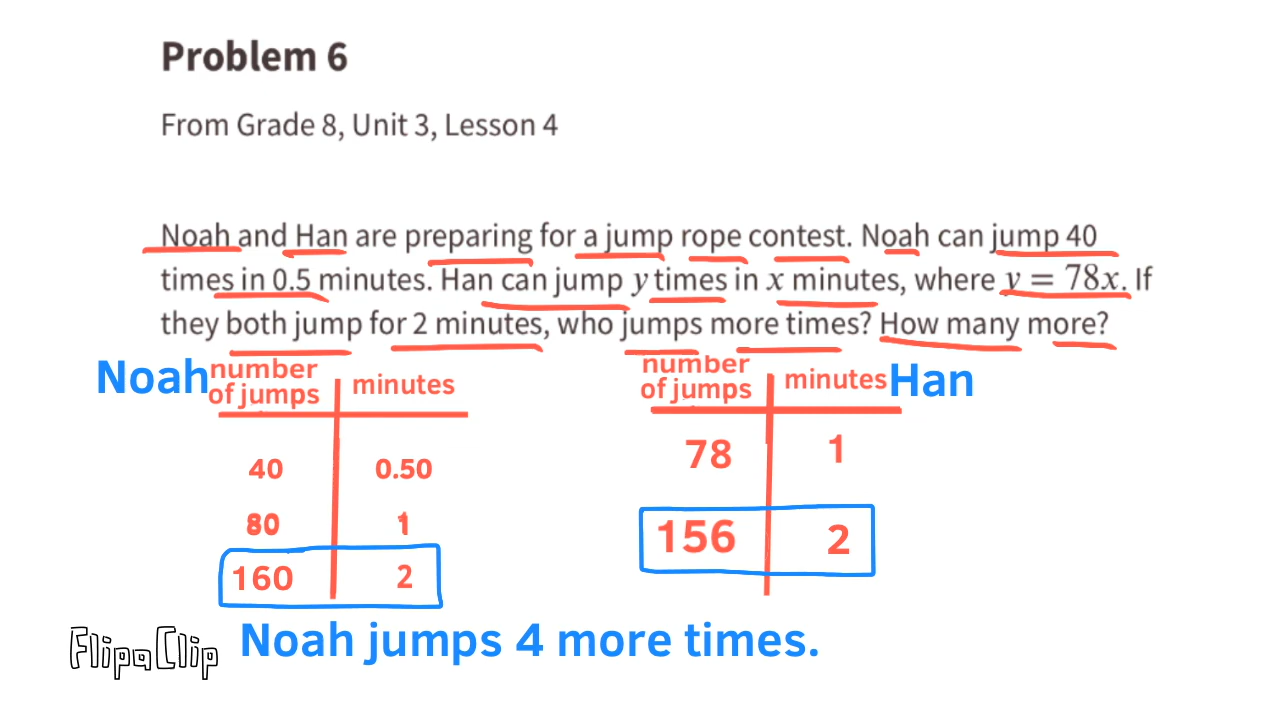 Problem 6
From Grade 8, Unit 3, Lesson 4
Noah and Han are preparing for a jump rope contest. Noah can jump 40
times in 0.5 minutes. Han can jump y times in x minutes, where y = 78x. If
they both jump for 2 minutes, who jumps more times? How many more?
Noah
number
of jumps
minutes
40 0.50
80 1
160 2
number
of jumps
minutes
Han
78 1
156 2
Noah jumps 4 more times.
FlipaClip